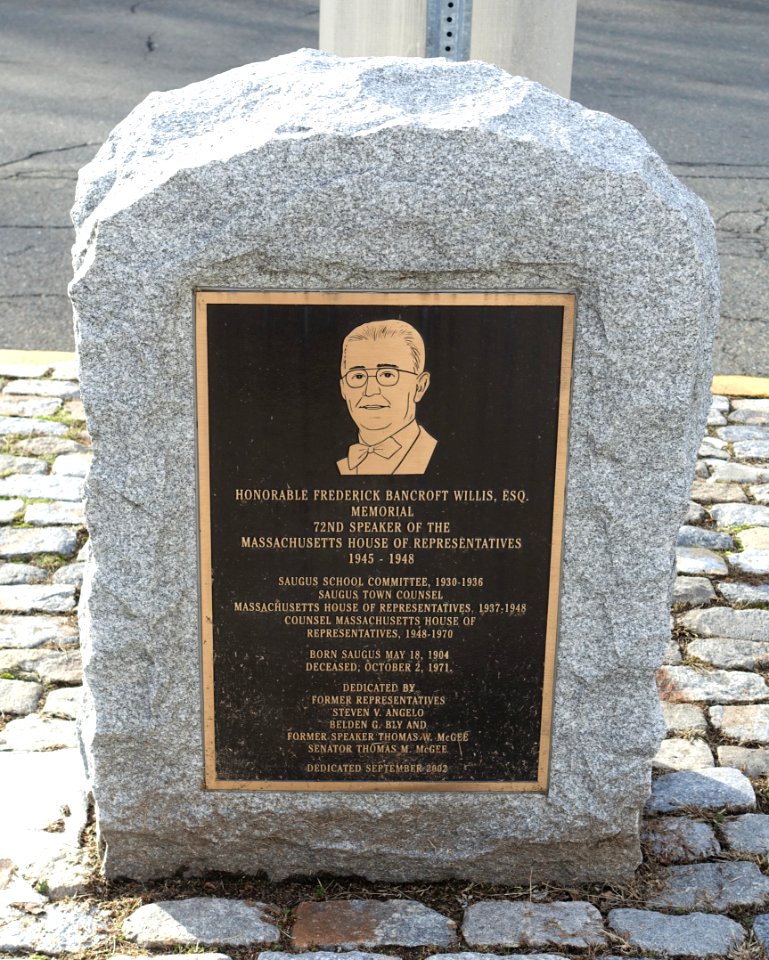 HONORABLE FREDERICK BANCROFT WILLIS, ESQ.
MEMORIAL
72ND SPEAKER OF THE
MASSACHUSETTS HOUSE OF REPRESENTATIVES
1945 - 1948
SAUGUS SCHOOL COMMITTEE, 1930-1936
SAUGUS TOWN COUNSEL
MASSACHUSETTS HOUSE OF REPRESENTATIVES, 1937-1948
COUNSEL MASSACHUSETTS HOUSE OF
REPRESENTATIVES, 1948-1970
BORN SAUGUS MAY 18, 1904
DECEASED, OCTOBER 2, 1971.
DEDICATED BY
FORMER REPRESENTATIVES
STEVEN V. ANGELO
BELDEN G. BLY AND
FORMER SPEAKER THOMAS W. McGEE
SENATOR THOMAS M. McGEE
DEDICATED SEPTEMBER 2002